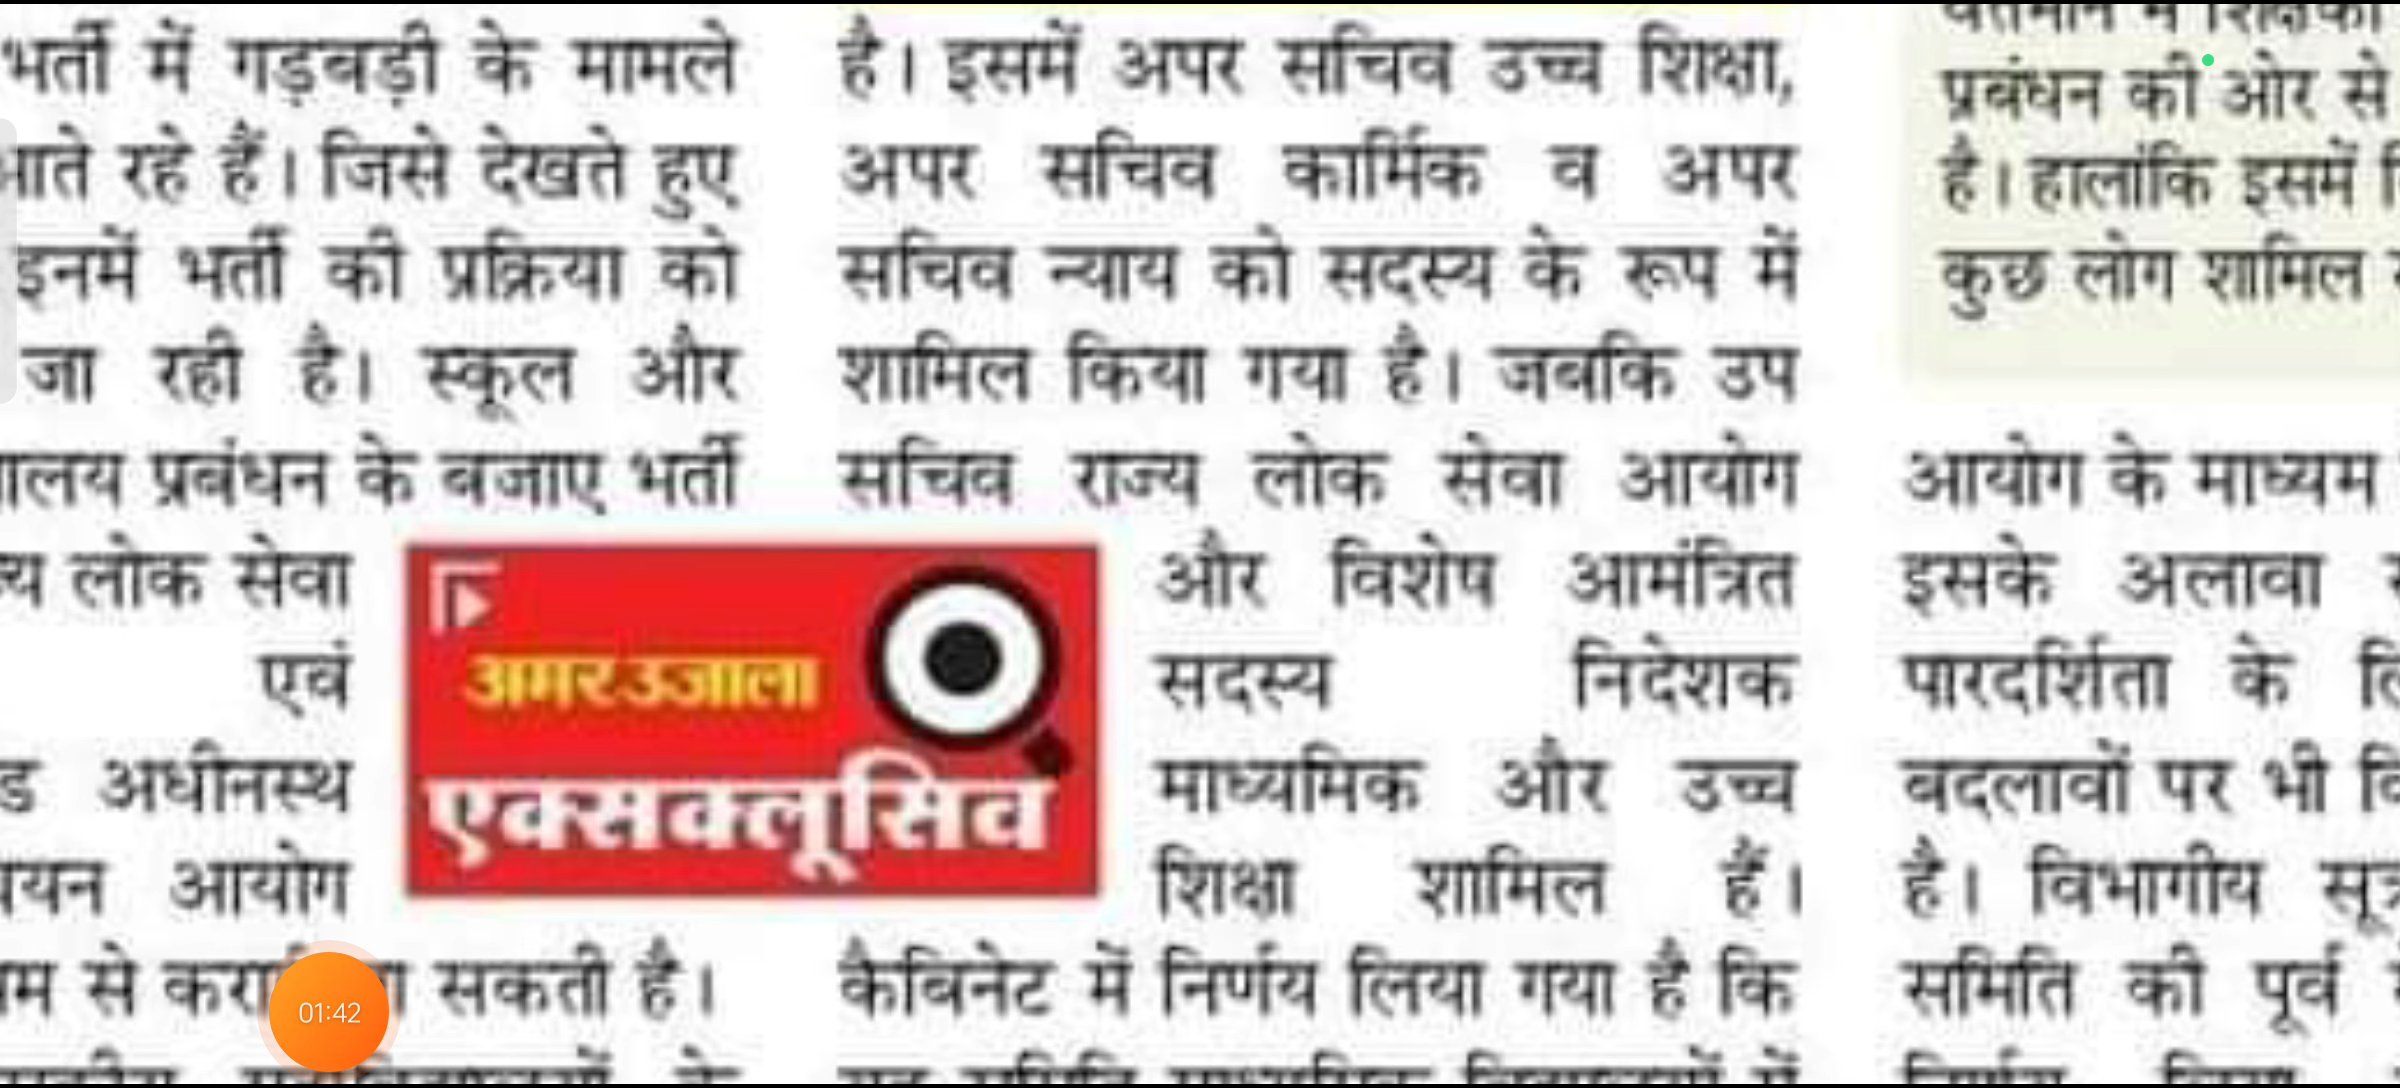 भर्ती में गड़बड़ी के मामले
आते रहे हैं। जिसे देखते हुए
इनमें भर्ती की प्रक्रिया को
जा रही है। स्कूल और
प्रबंधन के बजाए भर्ती
लोक सेवा
एवं
अधीनस्थ
आयोग
से सकती है।
अमर उजाला
एक्सक्लूसिव
है। इसमें अपर सचिव उच्च शिक्षा,
अपर सचिव कार्मिक व अपर
सचिव न्याय को सदस्य के रूप में
शामिल किया गया है। जबकि उप
सचिव राज्य लोक सेवा आयोग
और विशेष आमंत्रित
सदस्य निदेशक
माध्यमिक और उच्च
शिक्षा शामिल हैं।
कैबिनेट में निर्णय लिया गया है कि
प्रबंधन की ओर से
है। हालांकि इसमें
कुछ लोग शामिल
आयोग के माध्यम
इसके अलावा
पारदर्शिता के
बदलावों पर भी
है। विभागीय
समिति की पूर्व
01:42